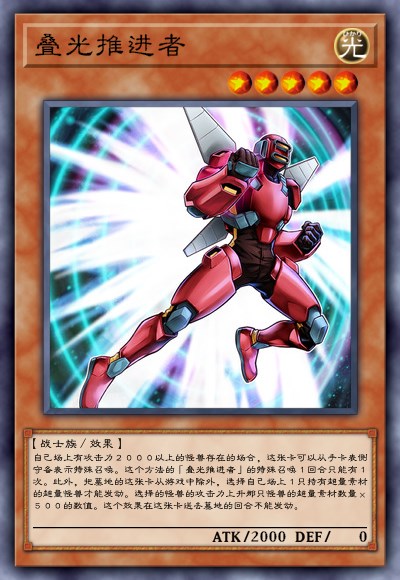 叠光推进者
ひかり
光
【战士族／效果】
自己场上有攻击力２０００以上的怪兽存在的场合，这张卡可以从手卡表侧
守备表示特殊召唤。这个方法的「叠光推进者」的特殊召唤１回合只能有１
次。此外，把墓地的这张卡从游戏中除外，选择自己场上１只持有超量素材
的超量怪兽才能发动。选择的怪兽的攻击力上升那只怪兽的超量素材数量×
５００的数值。这个效果在这张卡送去墓地的回合不能发动。
ATK/2000 DEF/ 0